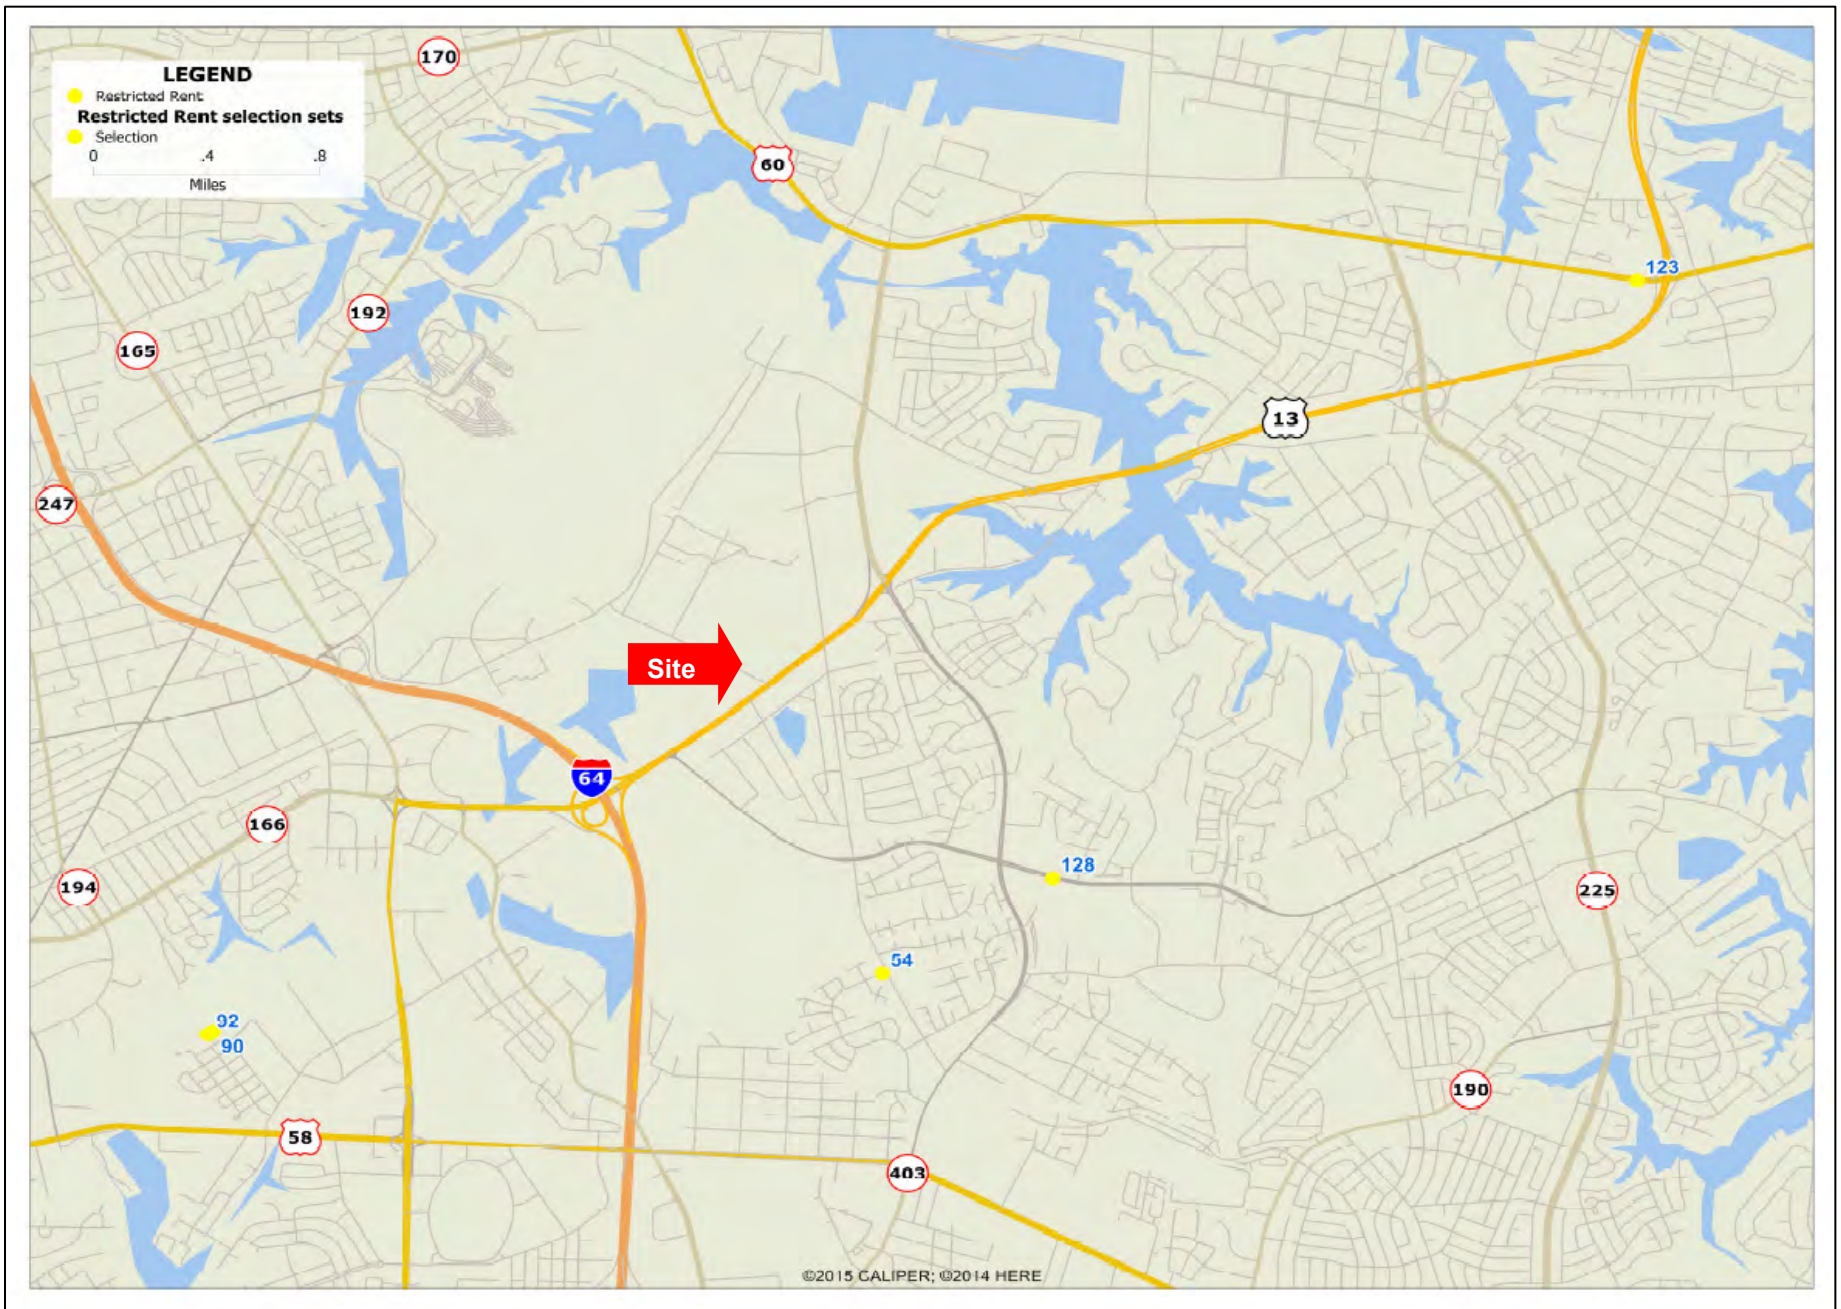 170
LEGEND
Restricted Rent
Restricted Rent selection sets
Selection
0 .4 .8
Miles
60
123
192
165
13
247
Site
64
166
128
194
225
54
92
90
190
58
403
©2015 CALIPER; ©2014 HERE